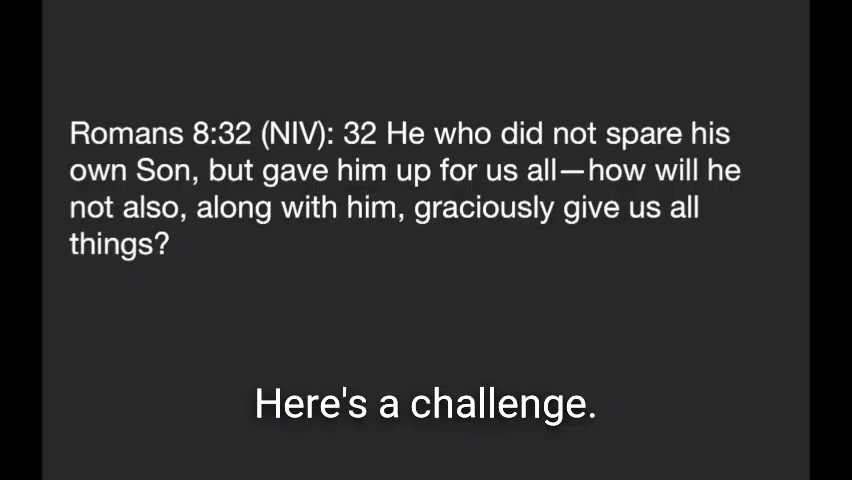 Romans 8:32 (NIV): 32 He who did not spare his
own Son, but gave him up for us all—how will he
not also, along with him, graciously give us all
things?
Here's a challenge.